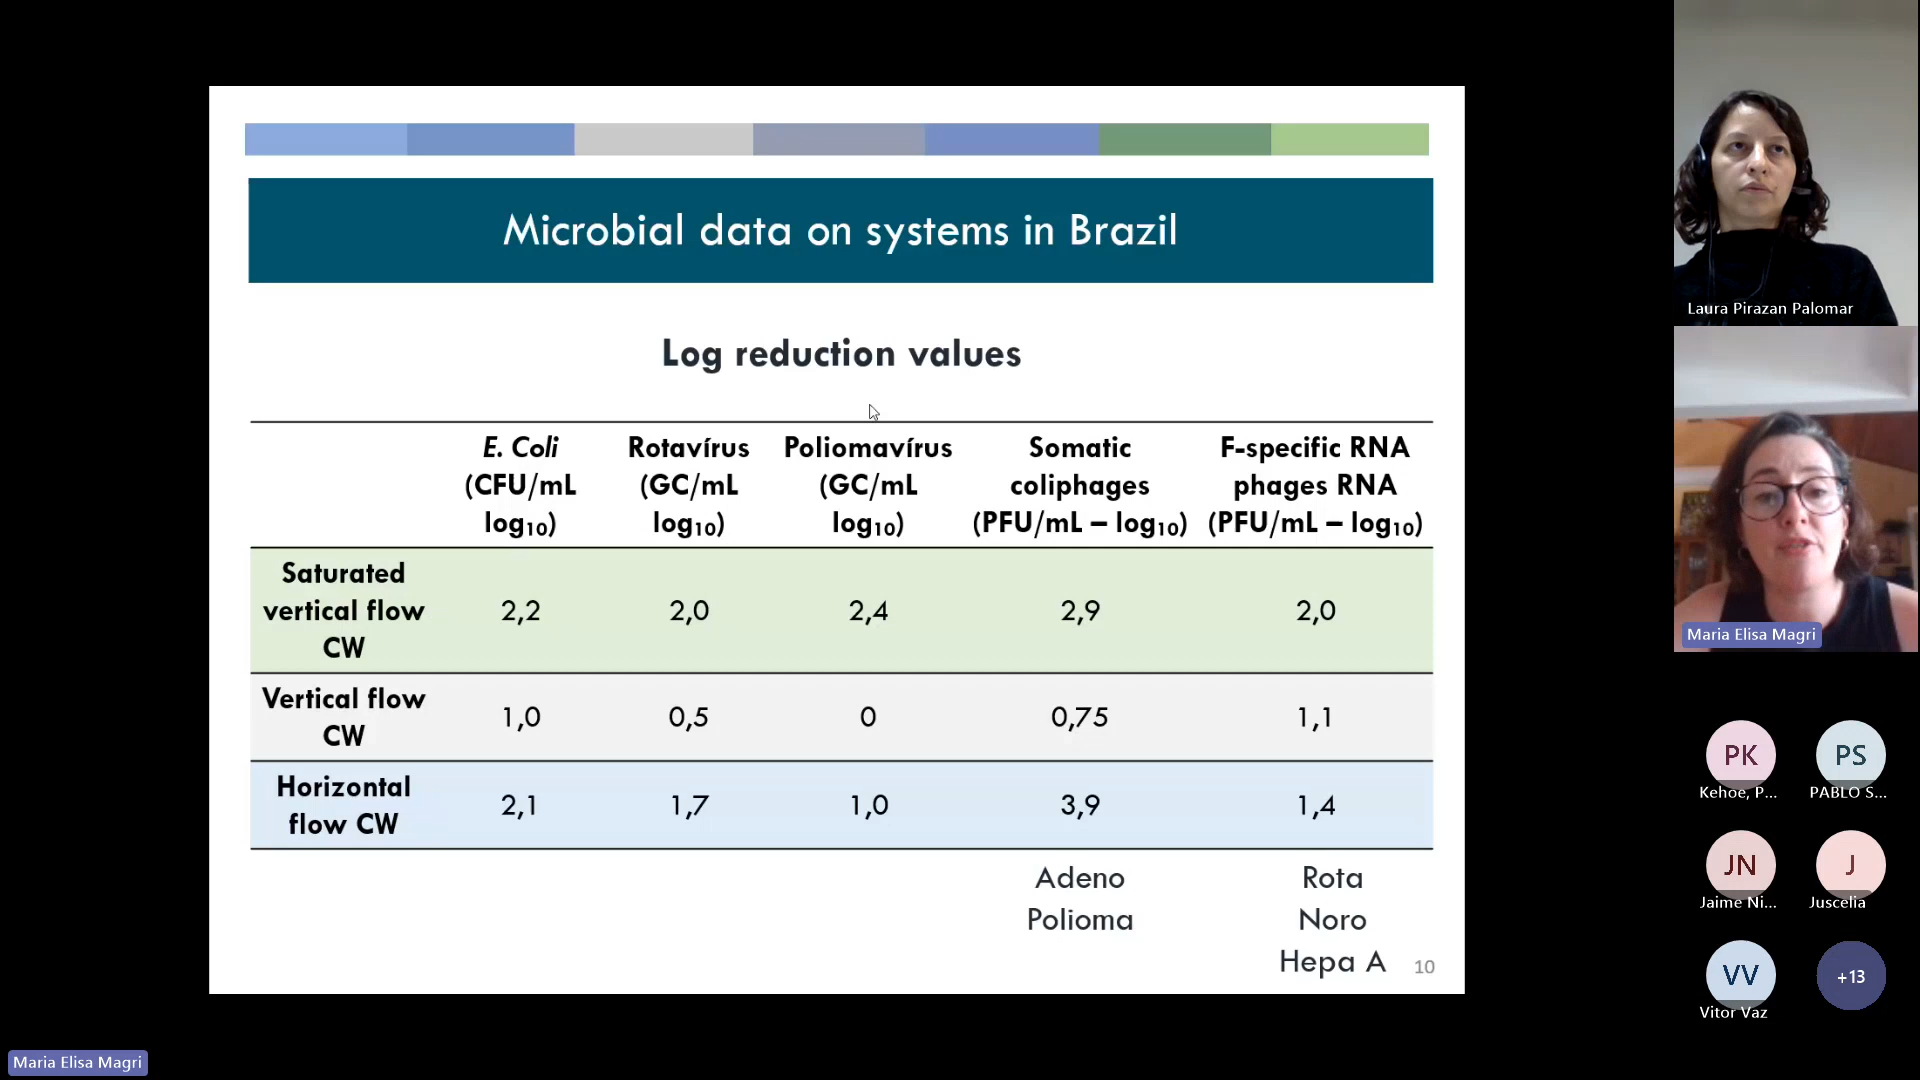 Microbial data on systems in Brazil
Log reduction values
E. Coli (CFU/mL log₁₀) Rotavírus (GC/mL log₁₀) Poliomavírus (GC/mL log₁₀) Somatic coliphages (PFU/mL – log₁₀) F-specific RNA phages RNA (PFU/mL – log₁₀)
Saturated vertical flow CW 2,2 2,0 2,4 2,9 2,0
Vertical flow CW 1,0 0,5 0 0,75 1,1
Horizontal flow CW 2,1 1,7 1,0 3,9 1,4
Adeno Rota
Polioma Noro
Hepa A
10
Laura Pirazan Palomar
Maria Elisa Magri
PK PS
Kehoe, P... PABLO S...
JN J
Jaime Ni... Juscelia
VV +13
Vitor Vaz
Maria Elisa Magri